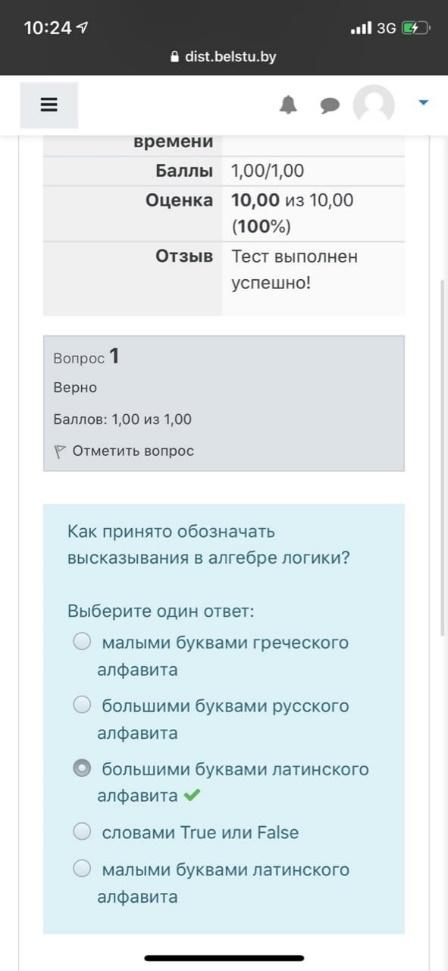 10:24
3G
dist.belstu.by
времени
Баллы 1,00/1,00
Оценка 10,00 из 10,00
(100%)
Отзыв Тест выполнен
успешно!
Вопрос 1
Верно
Баллов: 1,00 из 1,00
Отметить вопрос
Как принято обозначать
высказывания в алгебре логики?
Выберите один ответ:
малыми буквами греческого
алфавита
большими буквами русского
алфавита
большими буквами латинского
алфавита
словами True или False
малыми буквами латинского
алфавита